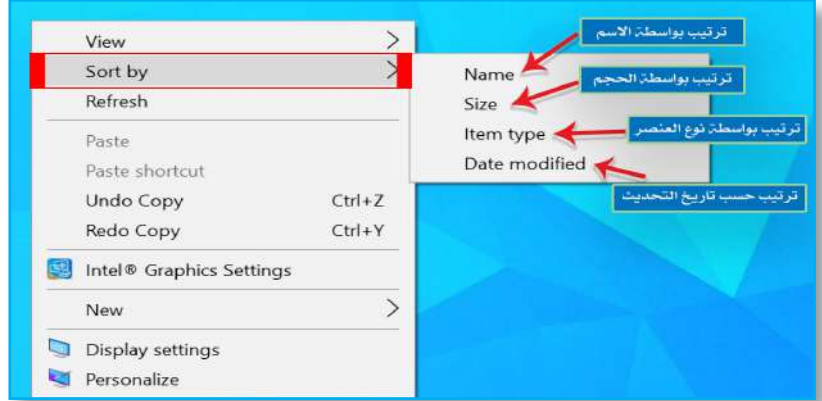 View
Sort by
Refresh
Paste
Paste shortcut
Undo Copy Ctrl+Z
Redo Copy Ctrl+Y
Intel® Graphics Settings
New
Display settings
Personalize
Name
Size
Item type
Date modified
ترتيب بواسطة الاسم
ترتيب بواسطة الحجم
ترتيب بواسطة نوع العنصر
ترتيب حسب تاريخ التحديث